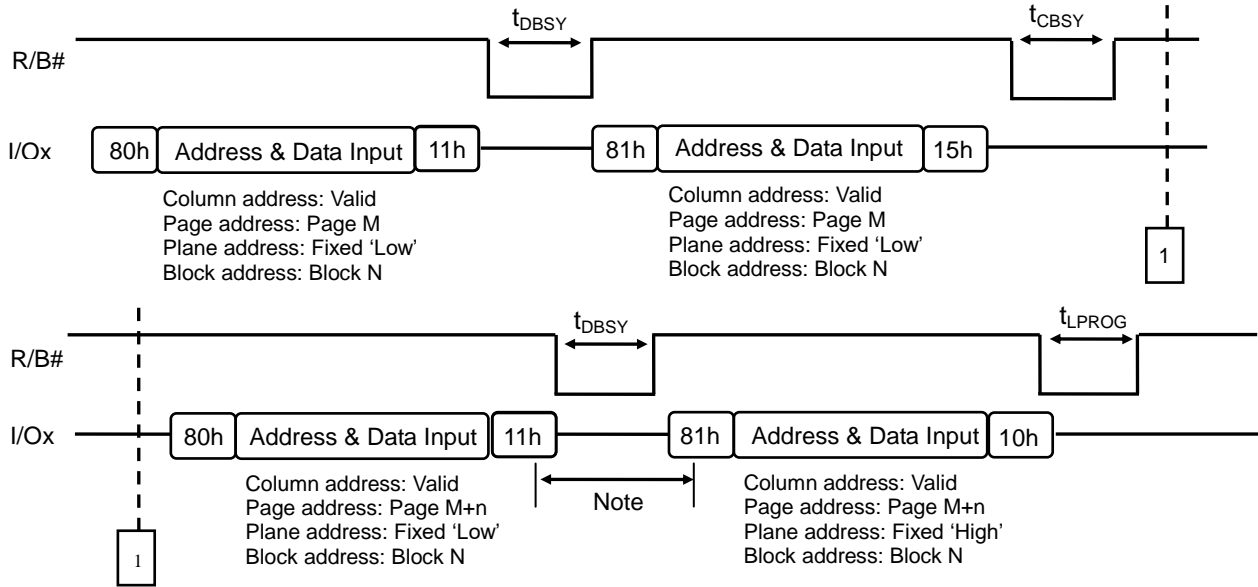 tDBSY tCBSY
R/B#
I/Ox 80h Address & Data Input 11h 81h Address & Data Input 15h
Column address: Valid
Page address: Page M
Plane address: Fixed ‘Low’
Block address: Block N
Column address: Valid
Page address: Page M
Plane address: Fixed ‘Low’
Block address: Block N
1
tDBSY tLPROG
R/B#
I/Ox 80h Address & Data Input 11h 81h Address & Data Input 10h
Column address: Valid
Page address: Page M+n
Plane address: Fixed ‘Low’
Block address: Block N
Note
Column address: Valid
Page address: Page M+n
Plane address: Fixed ‘High’
Block address: Block N
1